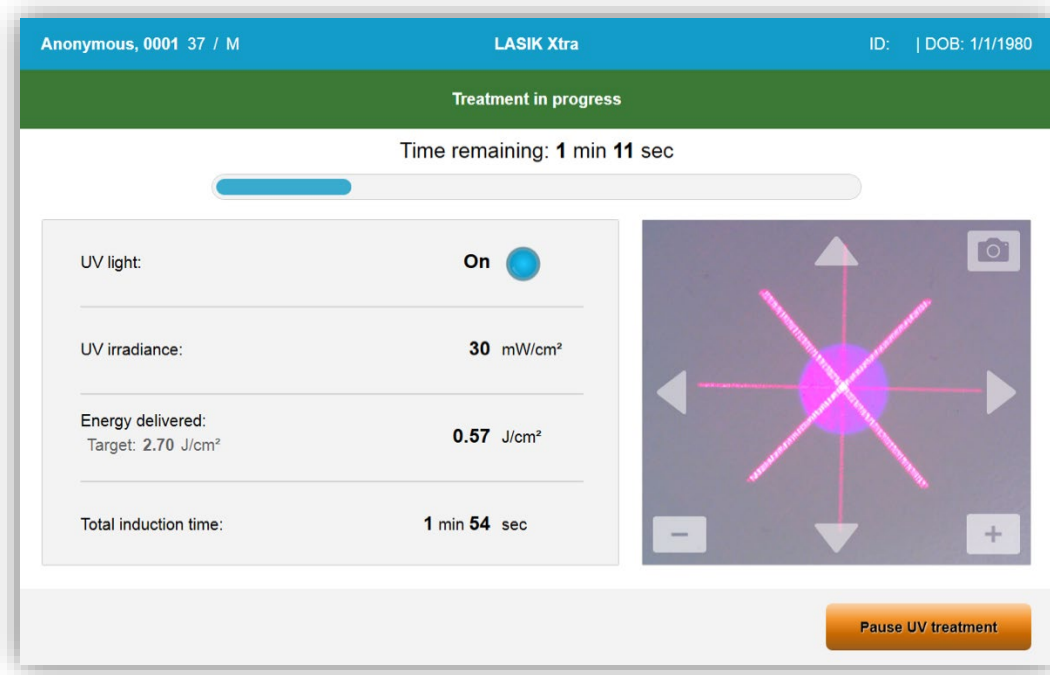 Anonymous, 0001 37 / M LASIK Xtra ID: | DOB: 1/1/1980
Treatment in progress
Time remaining: 1 min 11 sec
UV light: On
UV irradiance: 30 mW/cm²
Energy delivered:
Target: 2.70 J/cm² 0.57 J/cm²
Total induction time: 1 min 54 sec
Pause UV treatment